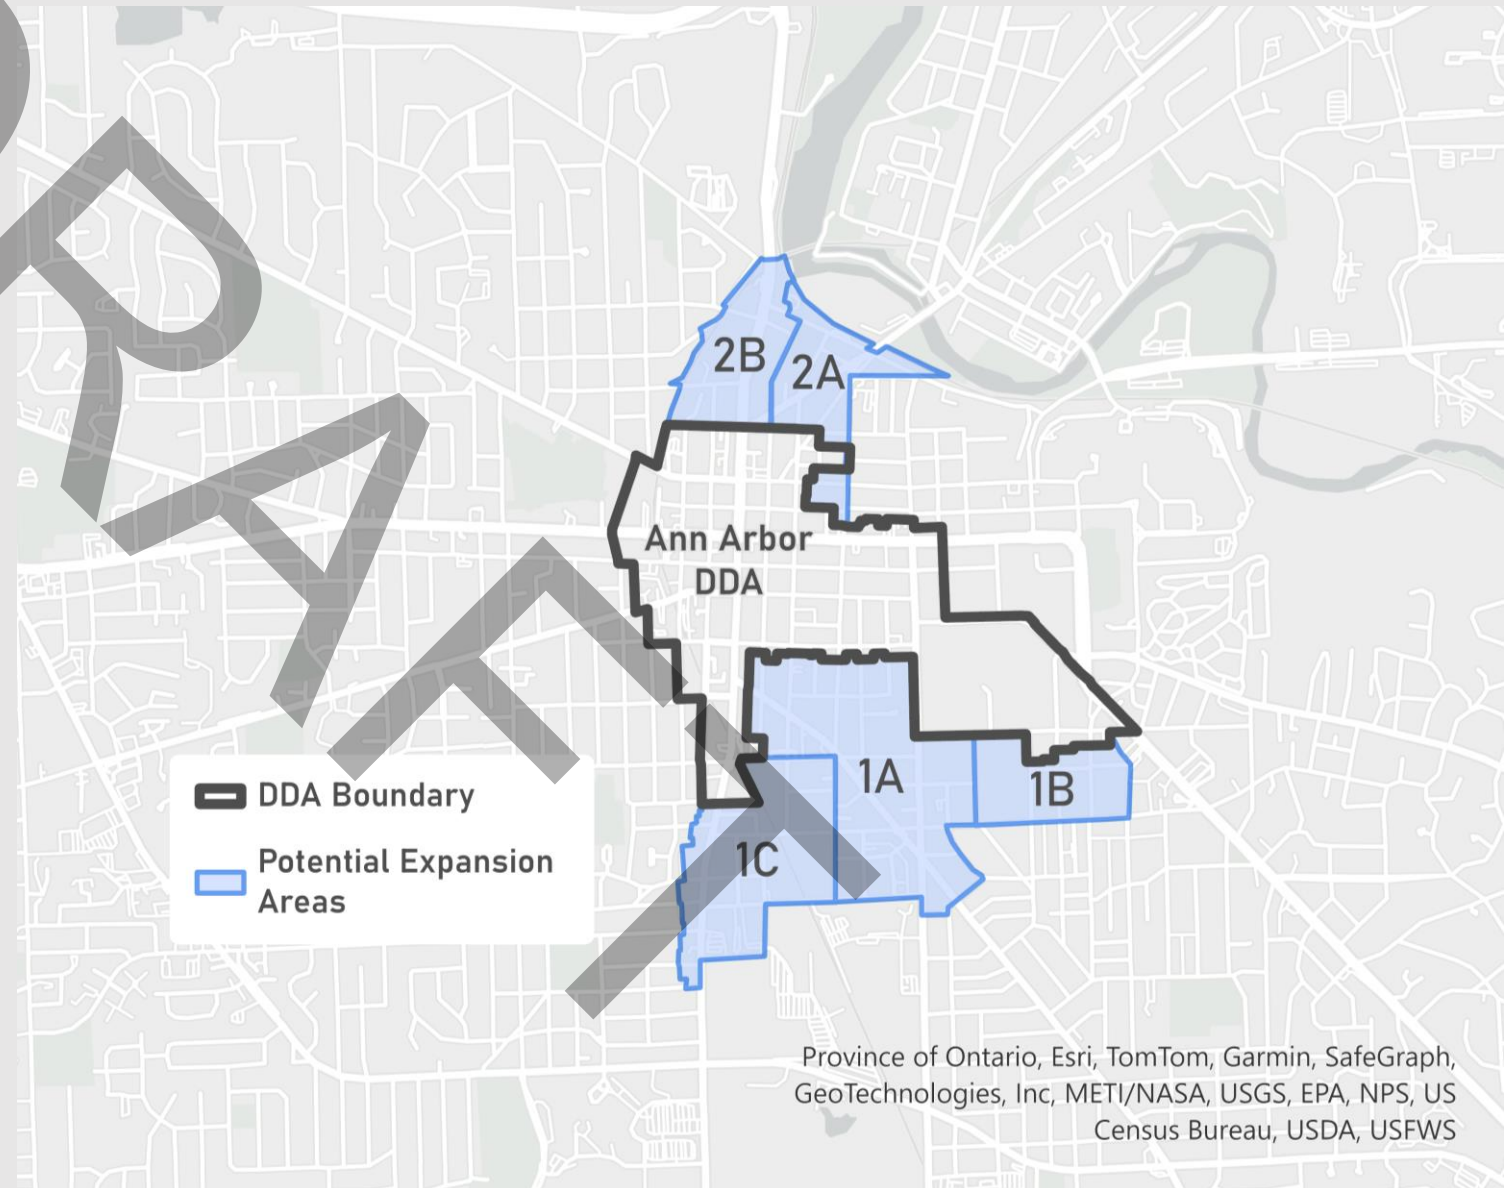 2B
2A
Ann Arbor
DDA
1A
1B
1C
DDA Boundary
Potential Expansion
Areas
DRAFT
Province of Ontario, Esri, TomTom, Garmin, SafeGraph,
GeoTechnologies, Inc, METI/NASA, USGS, EPA, NPS, US
Census Bureau, USDA, USFWS